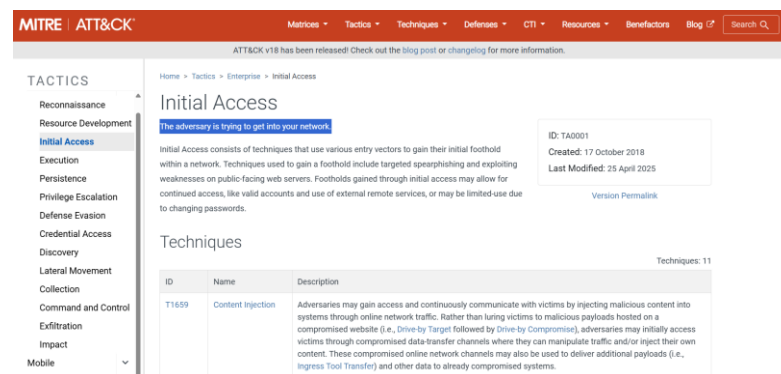 MITRE | ATT&CK®
Matrices Tactics Techniques Defenses CTI Resources Benefactors Blog Search
ATT&CK v18 has been released! Check out the blog post or changelog for more information.
TACTICS
Reconnaissance
Resource Development
Initial Access
Execution
Persistence
Privilege Escalation
Defense Evasion
Credential Access
Discovery
Lateral Movement
Collection
Command and Control
Exfiltration
Impact
Mobile
Home > Tactics > Enterprise > Initial Access
Initial Access
The adversary is trying to get into your network.
Initial Access consists of techniques that use various entry vectors to gain their initial foothold
within a network. Techniques used to gain a foothold include targeted spearphishing and exploiting
weaknesses on public-facing web servers. Footholds gained through initial access may allow for
continued access, like valid accounts and use of external remote services, or may be limited-use due
to changing passwords.
ID: TA0001
Created: 17 October 2018
Last Modified: 25 April 2025
Version Permalink
Techniques
Techniques: 11
ID Name Description
T1659 Content Injection Adversaries may gain access and continuously communicate with victims by injecting malicious content into
systems through online network traffic. Rather than luring victims to malicious payloads hosted on a
compromised website (i.e., Drive-by Target followed by Drive-by Compromise), adversaries may initially access
victims through compromised data-transfer channels where they can manipulate traffic and/or inject their own
content. These compromised online network channels may also be used to deliver additional payloads (i.e.,
Ingress Tool Transfer) and other data to already compromised systems.